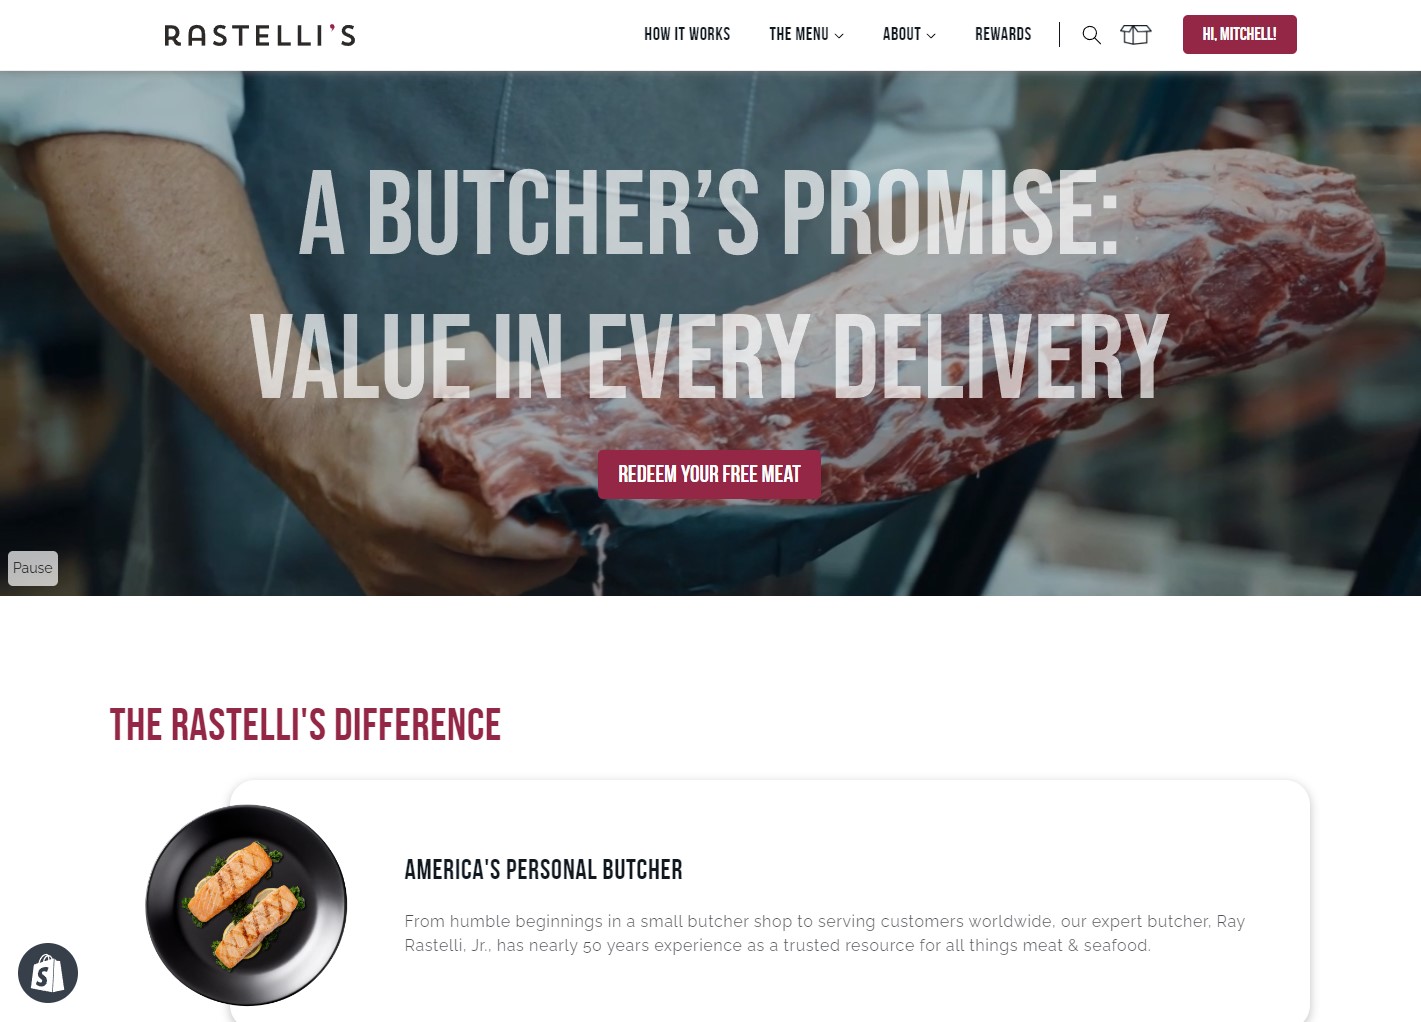 RASTELLI'S
HOW IT WORKS
THE MENU
ABOUT
REWARDS
HI, MITCHELL!
A BUTCHER’S PROMISE:
VALUE IN EVERY DELIVERY
REDEEM YOUR FREE MEAT
Pause
THE RASTELLI'S DIFFERENCE
AMERICA'S PERSONAL BUTCHER
From humble beginnings in a small butcher shop to serving customers worldwide, our expert butcher, Ray
Rastelli, Jr., has nearly 50 years experience as a trusted resource for all things meat & seafood.